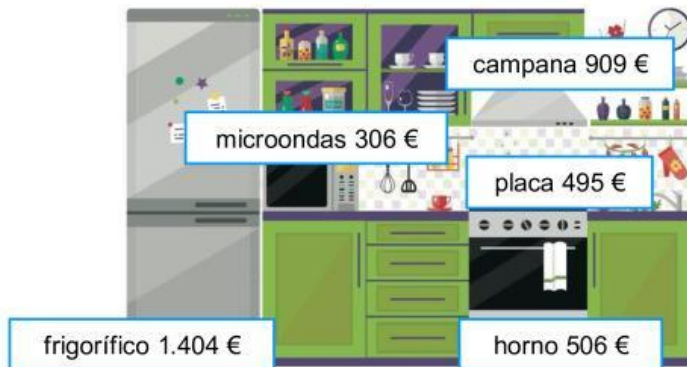 campana 909 €
microondas 306 €
placa 495 €
frigorífico 1.404 €
horno 506 €